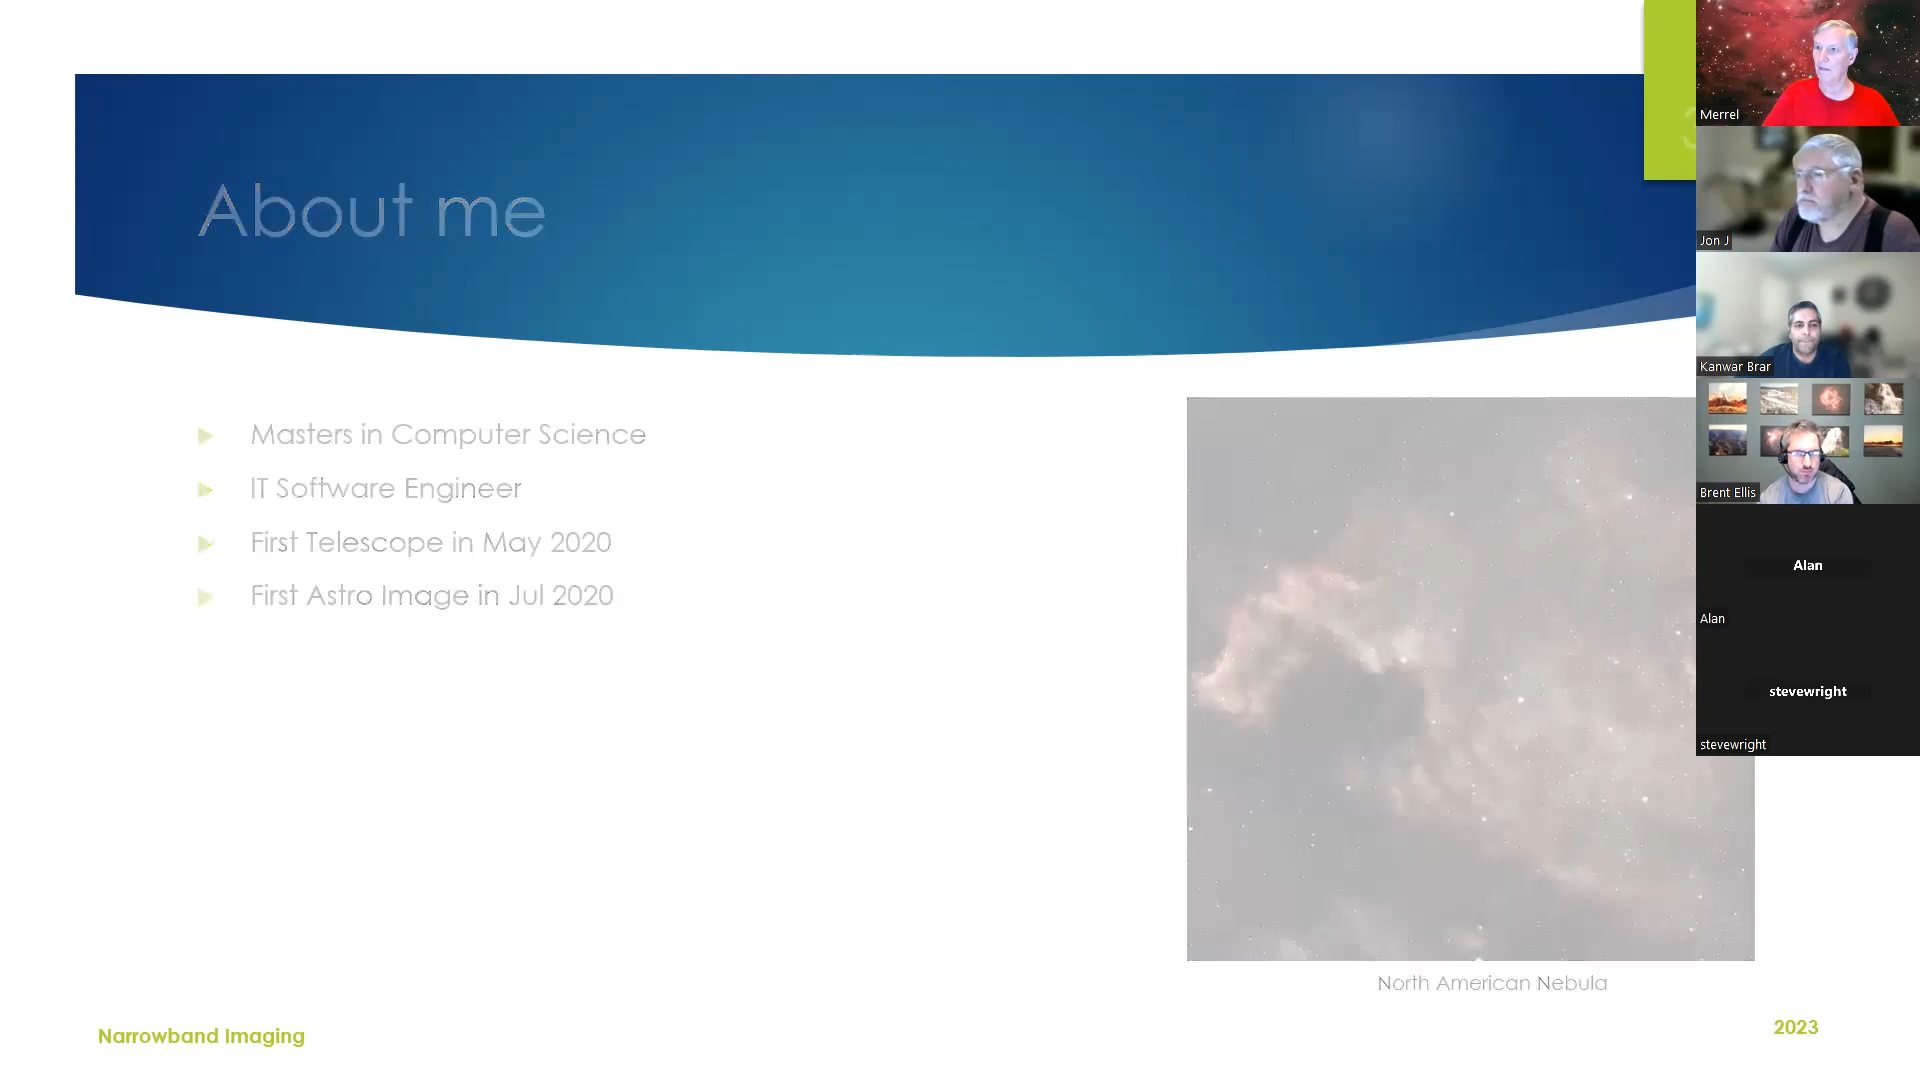 About me
Masters in Computer Science
IT Software Engineer
First Telescope in May 2020
First Astro Image in Jul 2020
North American Nebula
Narrowband Imaging
2023
Merrel
Jon J
Kanwar Brar
Brent Ellis
Alan
Alan
stevewright
stevewright